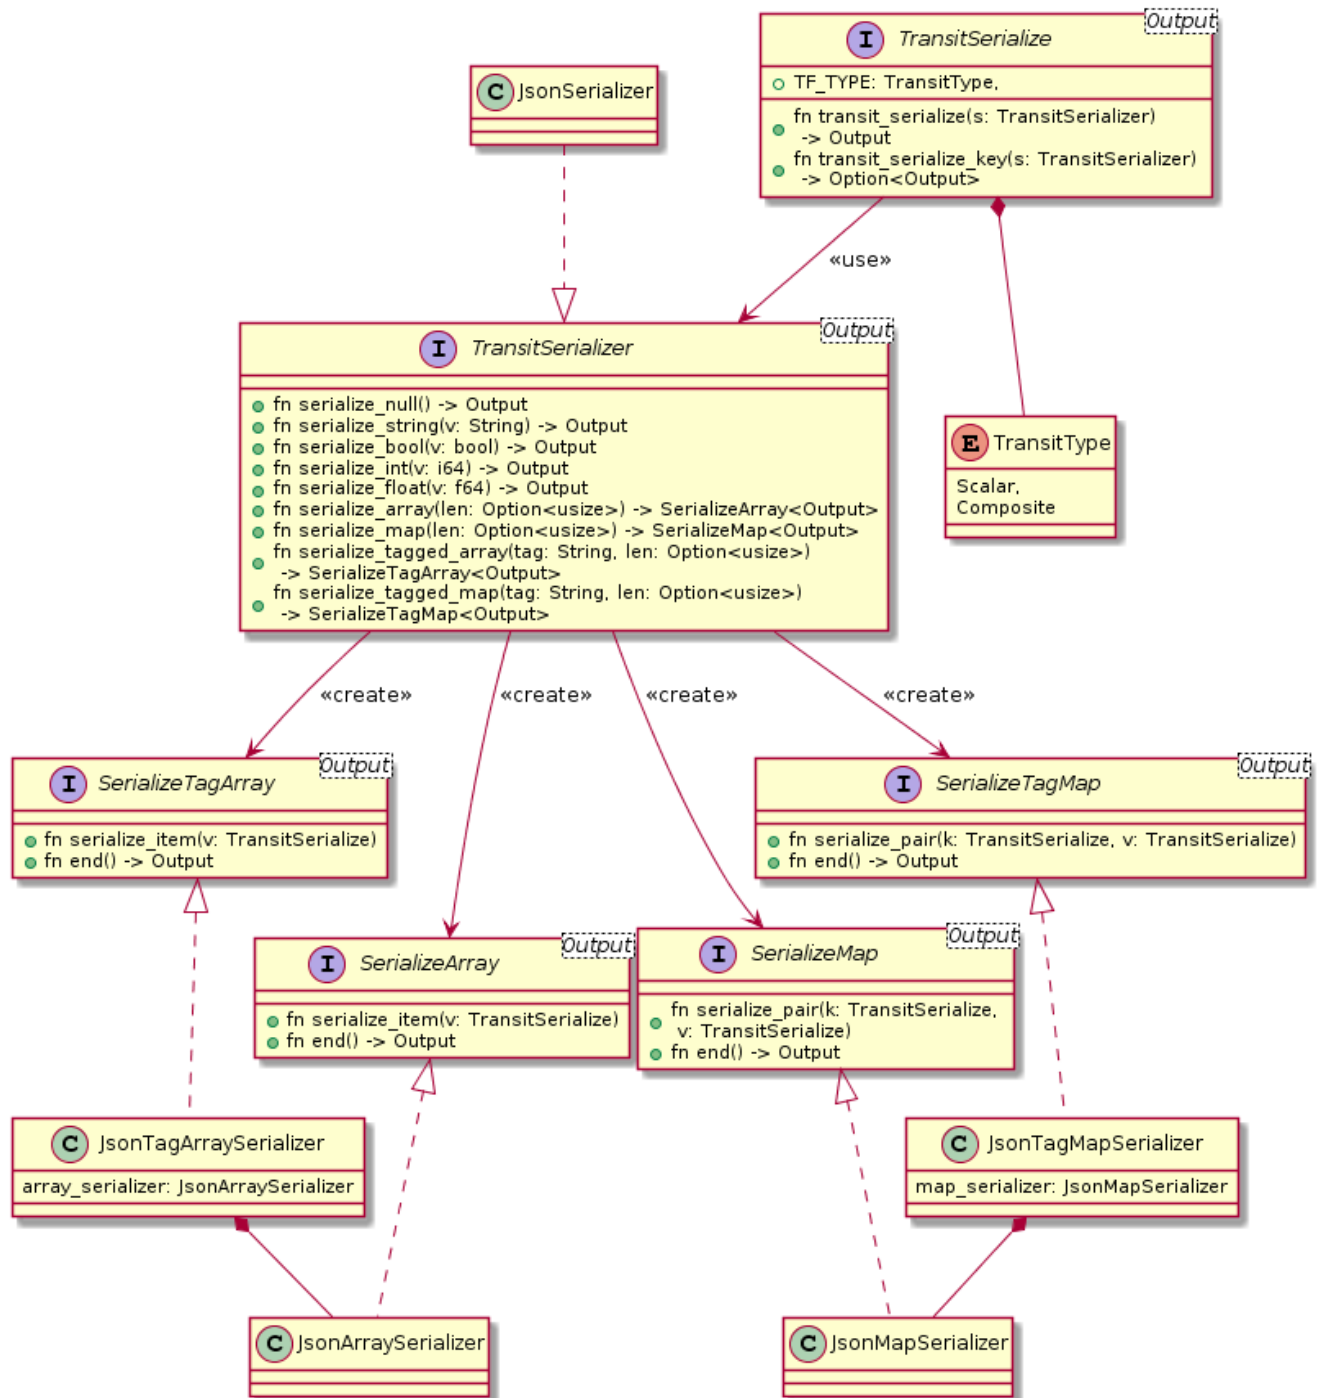 Output
I TransitSerialize
TF_TYPE: TransitType,
fn transit_serialize(s: TransitSerializer)
-> Output
fn transit_serialize_key(s: TransitSerializer)
-> Option<Output>
C JsonSerializer
«use»
Output
I TransitSerializer
fn serialize_null() -> Output
fn serialize_string(v: String) -> Output
fn serialize_bool(v: bool) -> Output
fn serialize_int(v: i64) -> Output
fn serialize_float(v: f64) -> Output
fn serialize_array(len: Option<usize>) -> SerializeArray<Output>
fn serialize_map(len: Option<usize>) -> SerializeMap<Output>
fn serialize_tagged_array(tag: String, len: Option<usize>)
-> SerializeTagArray<Output>
fn serialize_tagged_map(tag: String, len: Option<usize>)
-> SerializeTagMap<Output>
E TransitType
Scalar,
Composite
«create»
«create»
«create»
«create»
Output
I SerializeTagArray
fn serialize_item(v: TransitSerialize)
fn end() -> Output
Output
I SerializeTagMap
fn serialize_pair(k: TransitSerialize, v: TransitSerialize)
fn end() -> Output
Output
I SerializeArray
fn serialize_item(v: TransitSerialize)
fn end() -> Output
Output
I SerializeMap
fn serialize_pair(k: TransitSerialize,
v: TransitSerialize)
fn end() -> Output
C JsonTagArraySerializer
array_serializer: JsonArraySerializer
C JsonTagMapSerializer
map_serializer: JsonMapSerializer
C JsonArraySerializer
C JsonMapSerializer